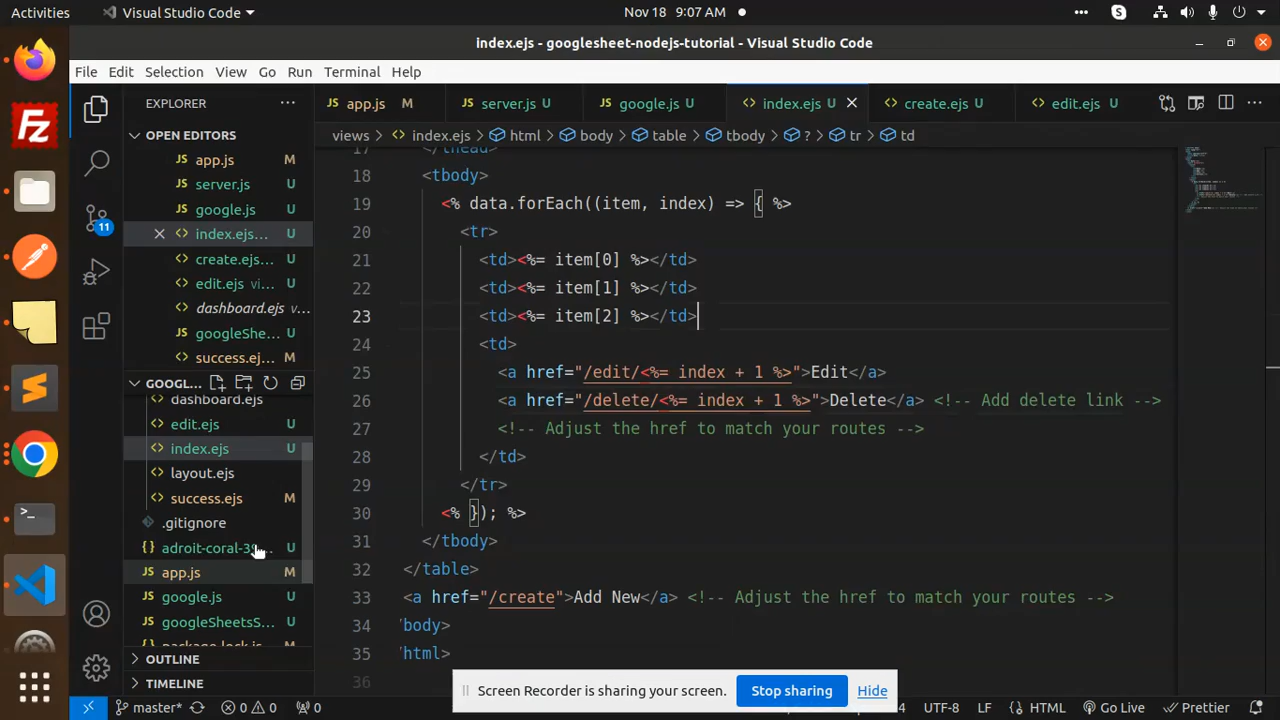 Activities
Visual Studio Code
Nov 18 9:07 AM
index.ejs - googlesheet-nodejs-tutorial - Visual Studio Code
File Edit Selection View Go Run Terminal Help
EXPLORER
OPEN EDITORS
JS app.js M
JS server.js U
JS google.js U
<> index.ejs... U
<> create.ejs... U
<> edit.ejs vi... U
<> dashboard.ejs v...
JS googleShe... U
<> success.ej... M
GOOGL...
<> dashboard.ejs
<> edit.ejs U
<> index.ejs U
<> layout.ejs
<> success.ejs M
.gitignore
{} adroit-coral-3... U
JS app.js M
JS google.js U
JS googleSheetsS... U
{} package-lock.js... M
OUTLINE
TIMELINE
11
JS app.js M
JS server.js U
JS google.js U
<> index.ejs U
<> create.ejs U
<> edit.ejs U
views > <> index.ejs > html > body > table > tbody > ? > tr > td
17 </thead>
18 <tbody>
19 <% data.forEach((item, index) => { %>
20 <tr>
21 <td><%= item[0] %></td>
22 <td><%= item[1] %></td>
23 <td><%= item[2] %></td>
24 <td>
25 <a href="/edit/<%= index + 1 %>">Edit</a>
26 <a href="/delete/<%= index + 1 %>">Delete</a> <!-- Add delete link -->
27 <!-- Adjust the href to match your routes -->
28 </td>
29 </tr>
30 <% }); %>
31 </tbody>
32 </table>
33 <a href="/create">Add New</a> <!-- Adjust the href to match your routes -->
34 body>
35 html>
36
Screen Recorder is sharing your screen.
Stop sharing
Hide
master*
0 0
0
UTF-8
LF
HTML
Go Live
Prettier